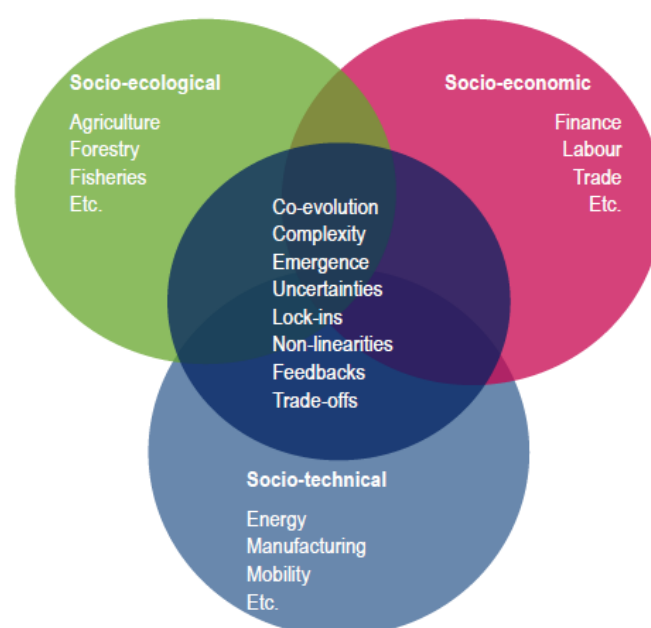 Socio-ecological
Agriculture
Forestry
Fisheries
Etc.
Socio-economic
Finance
Labour
Trade
Etc.
Co-evolution
Complexity
Emergence
Uncertainties
Lock-ins
Non-linearities
Feedbacks
Trade-offs
Socio-technical
Energy
Manufacturing
Mobility
Etc.